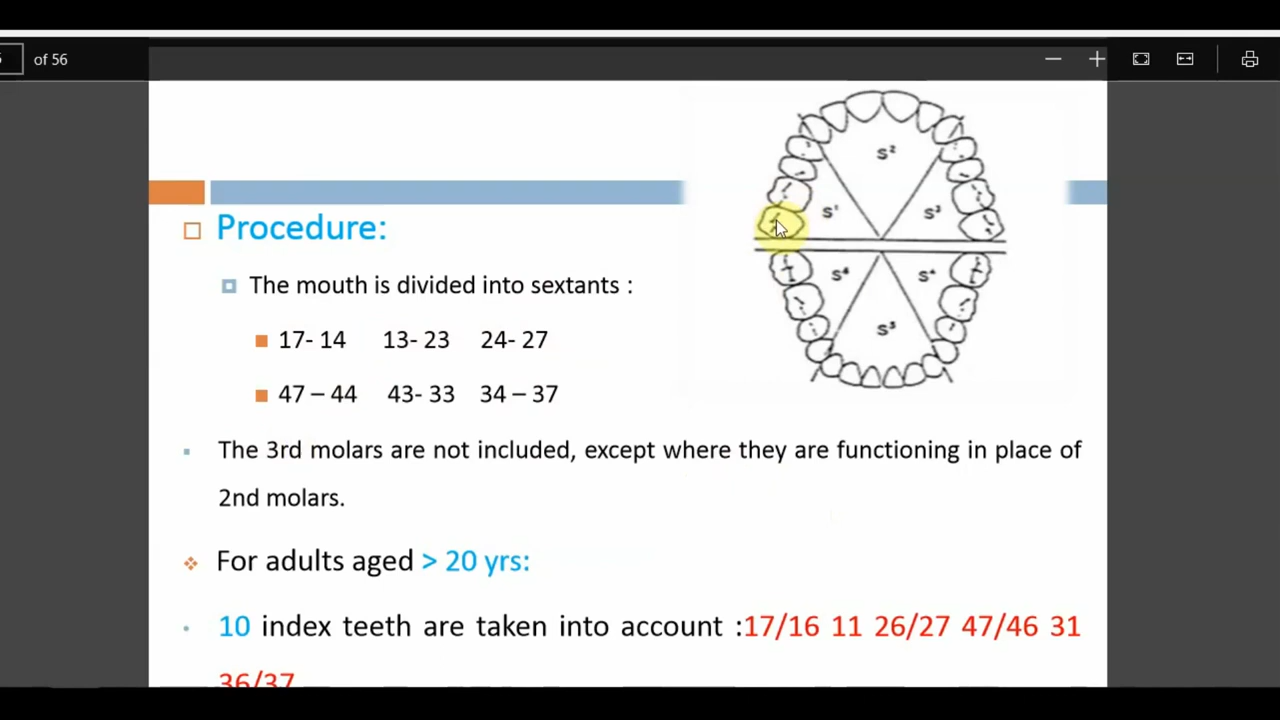 of 56
S²
S¹
S³
S⁴
S⁴
S⁵
Procedure:
The mouth is divided into sextants :
17- 14 13- 23 24- 27
47 – 44 43- 33 34 – 37
The 3rd molars are not included, except where they are functioning in place of
2nd molars.
For adults aged > 20 yrs:
10 index teeth are taken into account :17/16 11 26/27 47/46 31
36/37